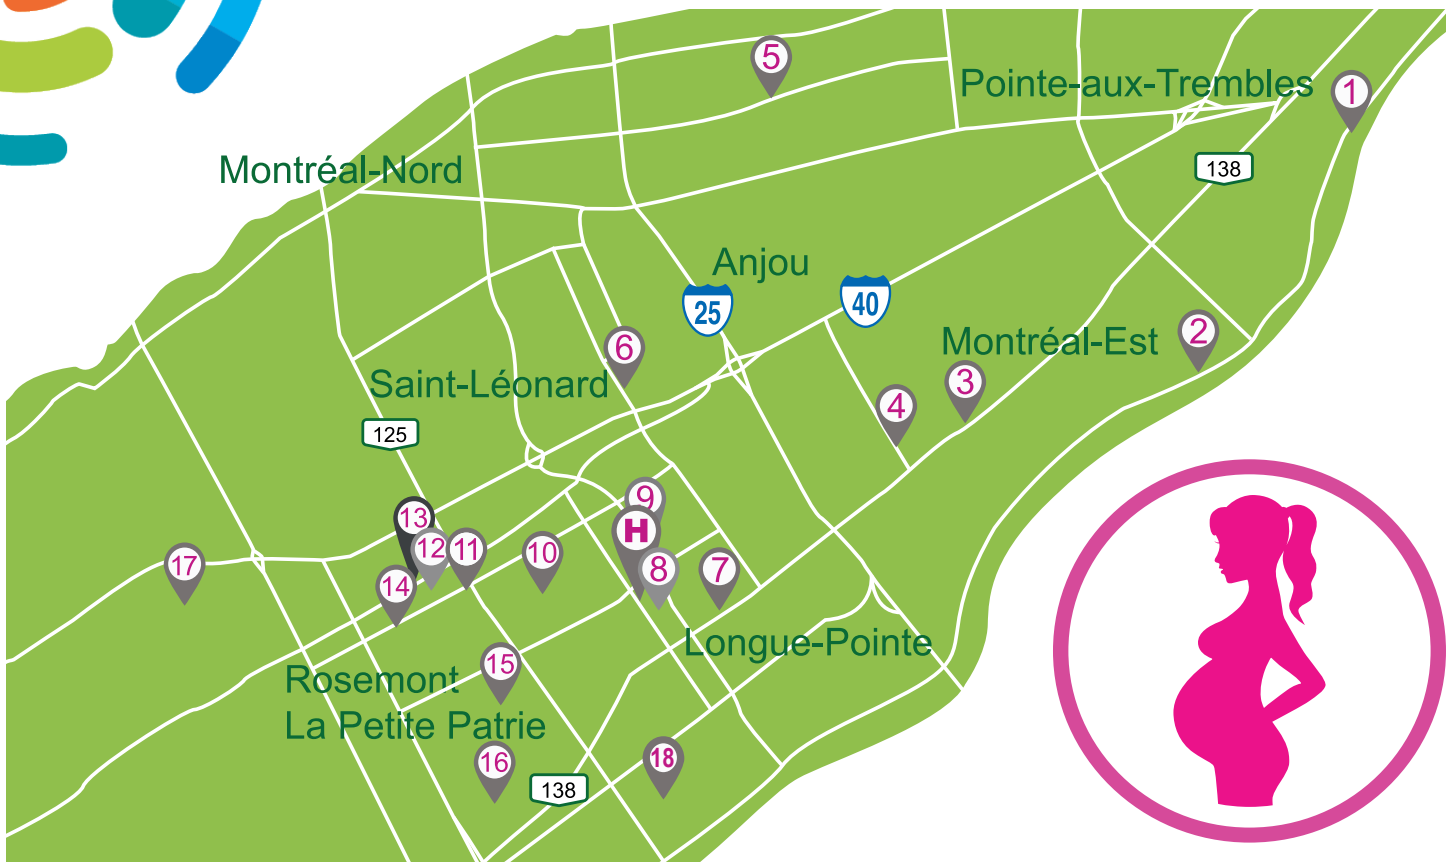 5
Pointe-aux-Trembles
1
Montréal-Nord
138
Anjou
25
40
6
Montréal-Est
2
Saint-Léonard
3
4
125
9
13
H
12
11
10
8
7
17
14
Longue-Pointe
15
Rosemont
La Petite Patrie
16
18
138